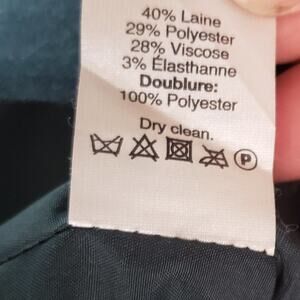 40% Laine
29% Polyester
28% Viscose
3% Élasthanne
Doublure:
100% Polyester
Dry clean.
P